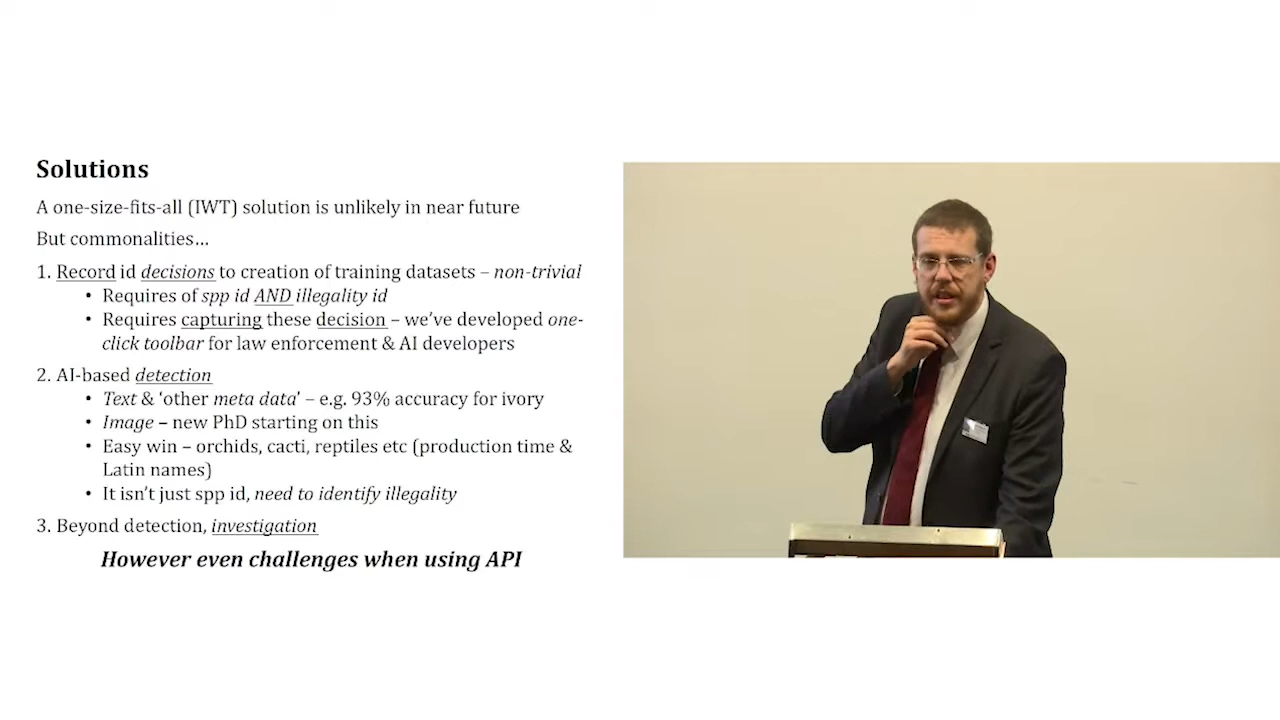 Solutions
A one-size-fits-all (IWT) solution is unlikely in near future
But commonalities…
1. Record id decisions to creation of training datasets – non-trivial
• Requires of spp id AND illegality id
• Requires capturing these decision – we've developed one-
click toolbar for law enforcement & AI developers
2. AI-based detection
• Text & 'other meta data' – e.g. 93% accuracy for ivory
• Image – new PhD starting on this
• Easy win – orchids, cacti, reptiles etc (production time &
Latin names)
• It isn't just spp id, need to identify illegality
3. Beyond detection, investigation
However even challenges when using API